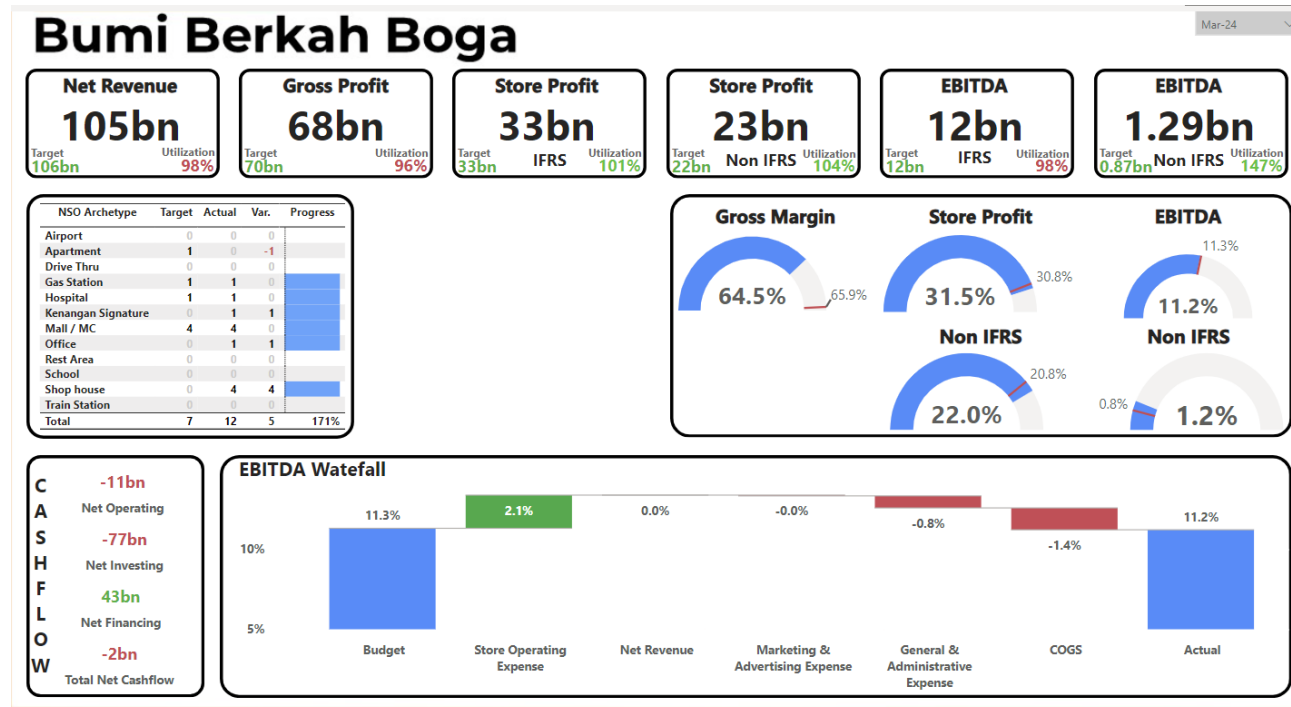 Bumi Berkah Boga
Mar-24
Net Revenue
105bn
Target Utilization
106bn 98%
Gross Profit
68bn
Target Utilization
70bn 96%
Store Profit
33bn
Target IFRS Utilization
33bn 101%
Store Profit
23bn
Target Non IFRS Utilization
22bn 104%
EBITDA
12bn
Target IFRS Utilization
12bn 98%
EBITDA
1.29bn
Target Non IFRS Utilization
0.87bn 147%
NSO Archetype Target Actual Var. Progress
Airport 0 0 0
Apartment 1 0 -1
Drive Thru 0 0 0
Gas Station 1 1 0
Hospital 1 1 0
Kenangan Signature 0 1 1
Mall / MC 4 4 0
Office 0 1 1
Rest Area 0 0 0
School 0 0 0
Shop house 0 4 4
Train Station 0 0 0
Total 7 12 5 171%
Gross Margin
64.5%
65.9%
Store Profit
30.8%
31.5%
Non IFRS
20.8%
22.0%
EBITDA
11.3%
11.2%
Non IFRS
0.8%
1.2%
CASHFLOW
-11bn
Net Operating
-77bn
Net Investing
43bn
Net Financing
-2bn
Total Net Cashflow
EBITDA Watefall
10%
5%
11.3%
2.1%
0.0%
-0.0%
-0.8%
-1.4%
11.2%
Budget
Store Operating
Expense
Net Revenue
Marketing &
Advertising Expense
General &
Administrative
Expense
COGS
Actual